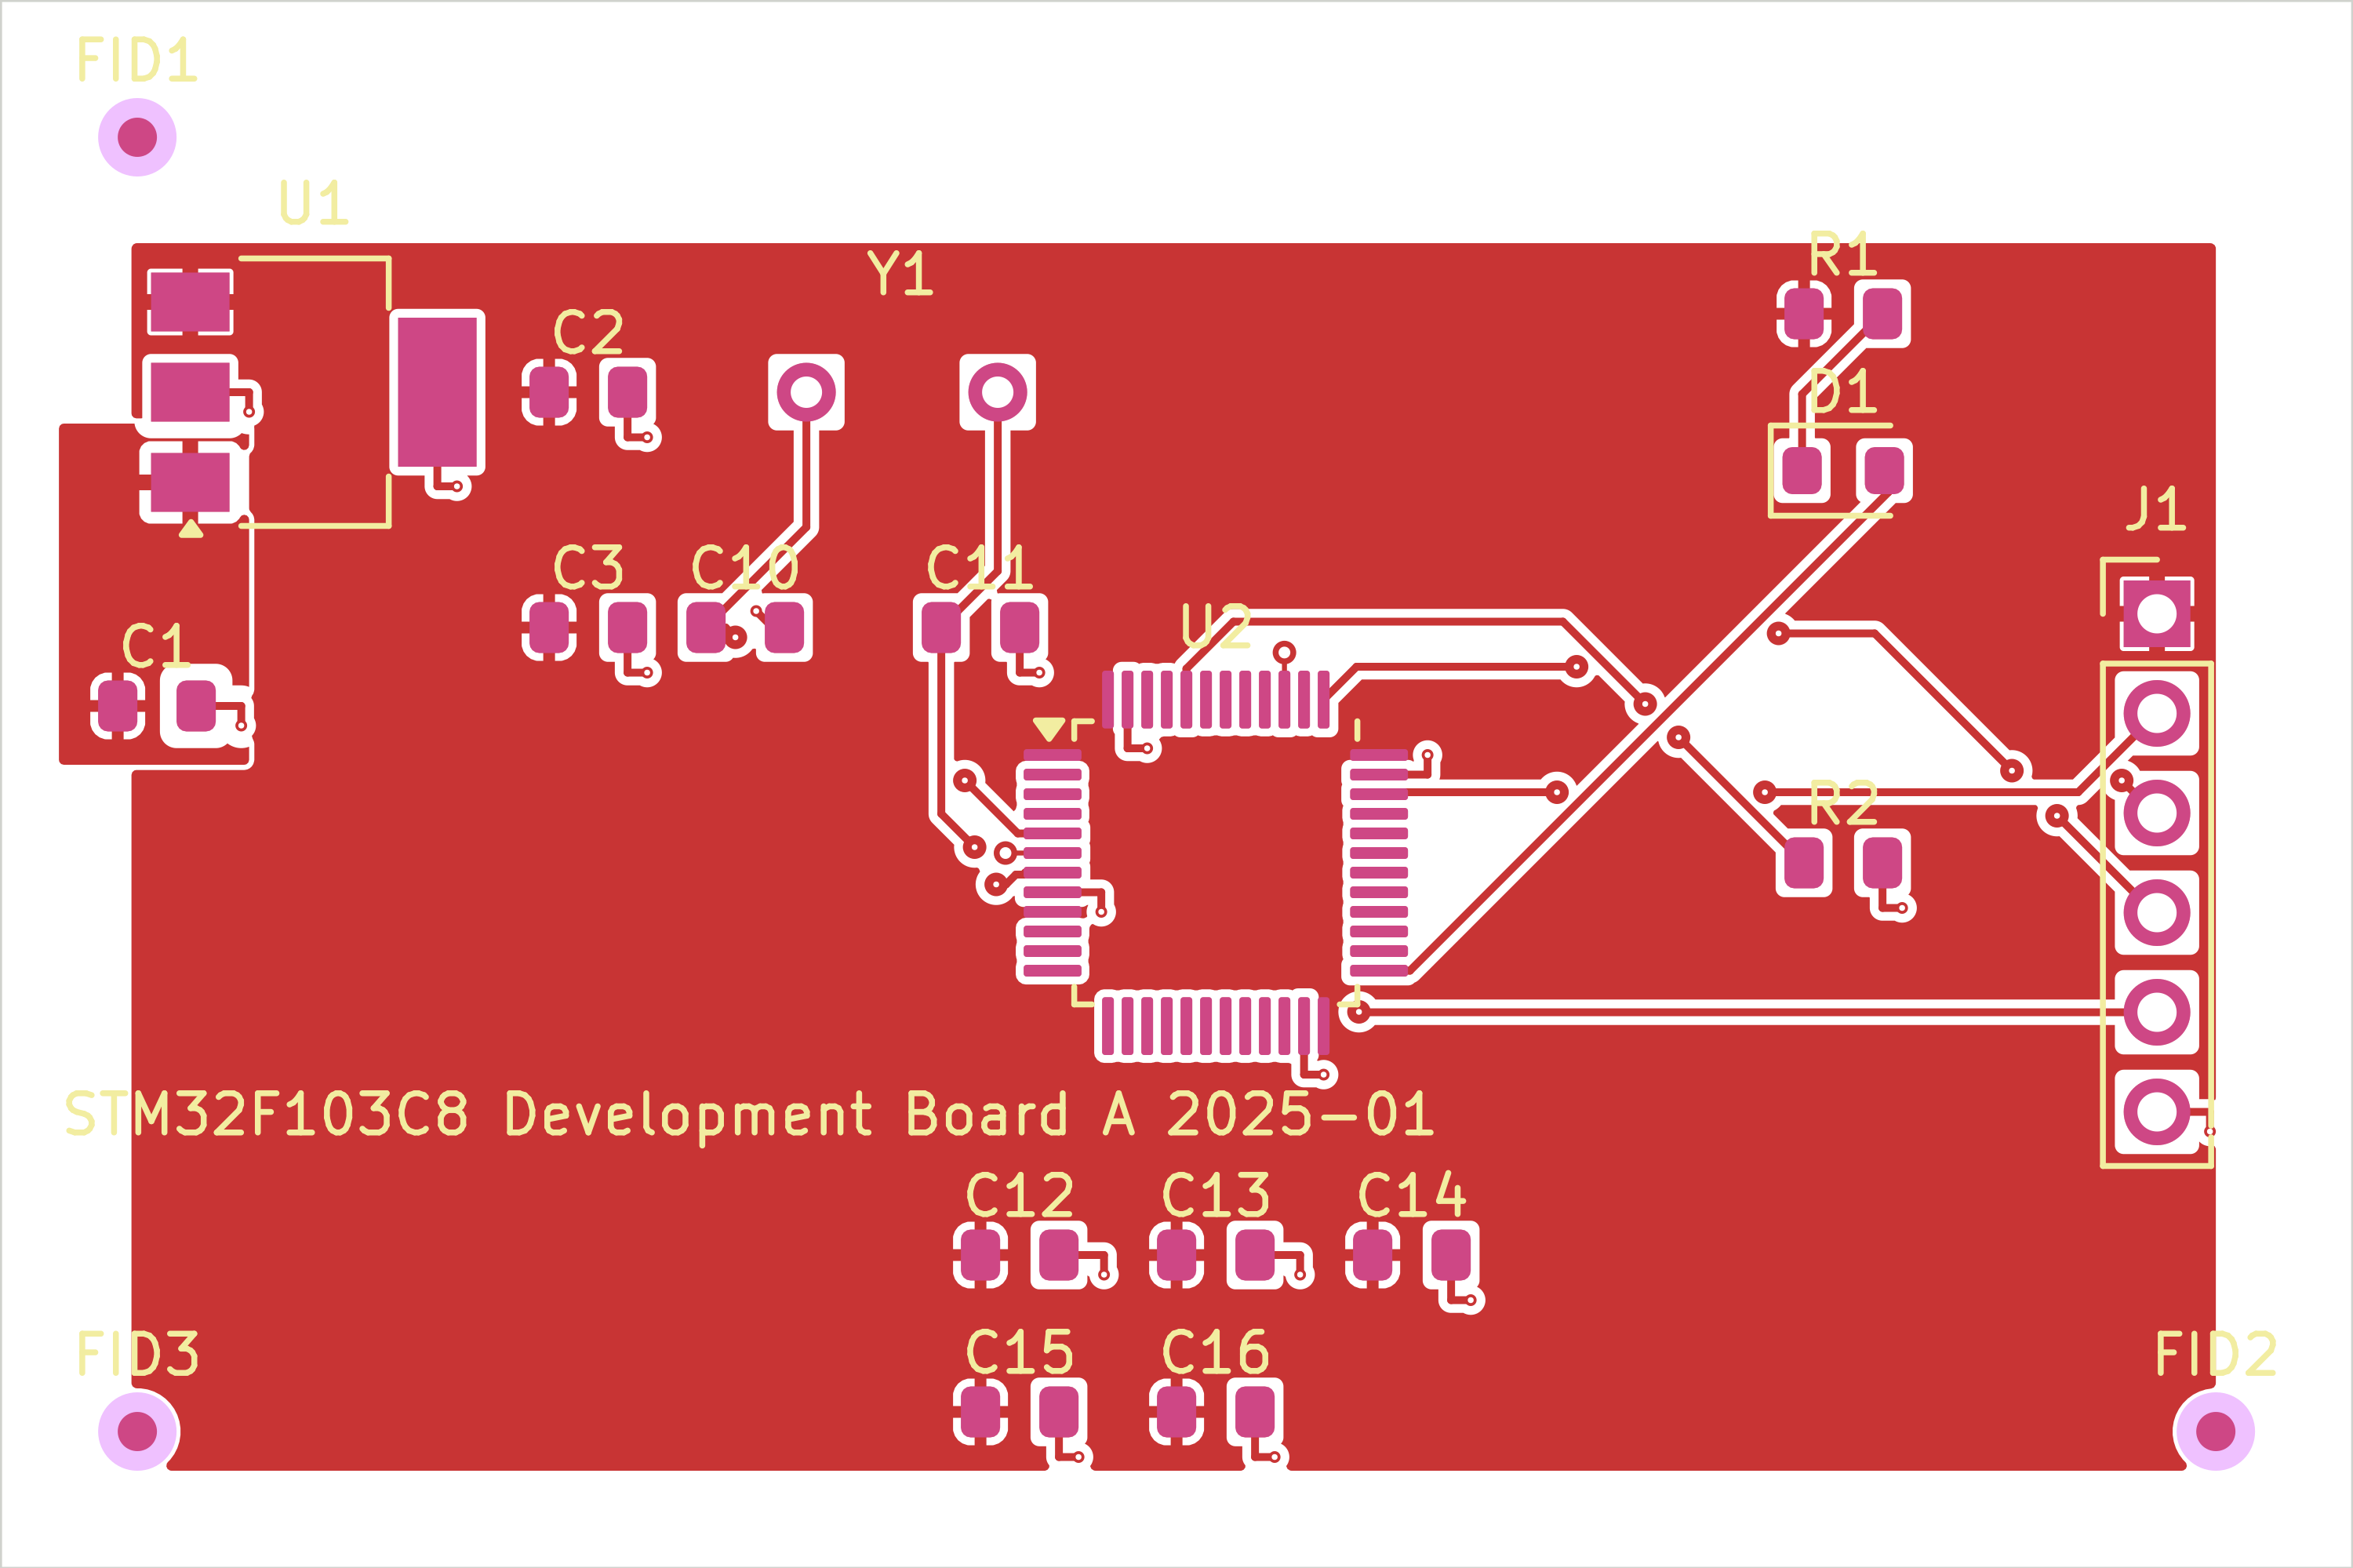 FID1
U1
Y1
R1
C2
D1
J1
C3 C10 C11
U2
C1
R2
STM32F103C8 Development Board A 2025-01
C12 C13 C14
FID3 C15 C16 FID2